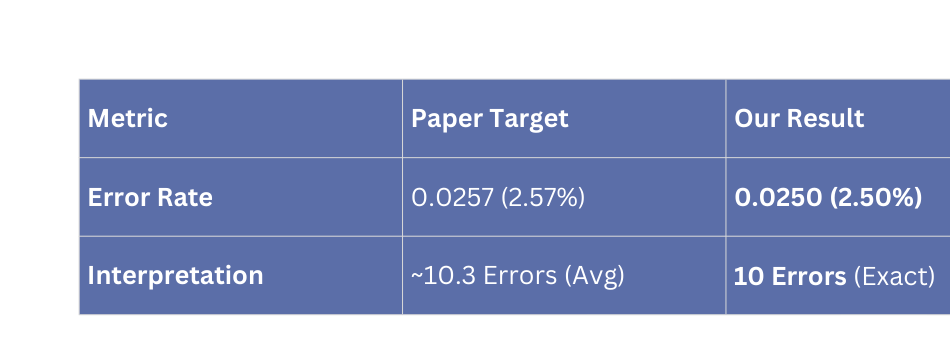 Metric Paper Target Our Result
Error Rate 0.0257 (2.57%) 0.0250 (2.50%)
Interpretation ~10.3 Errors (Avg) 10 Errors (Exact)